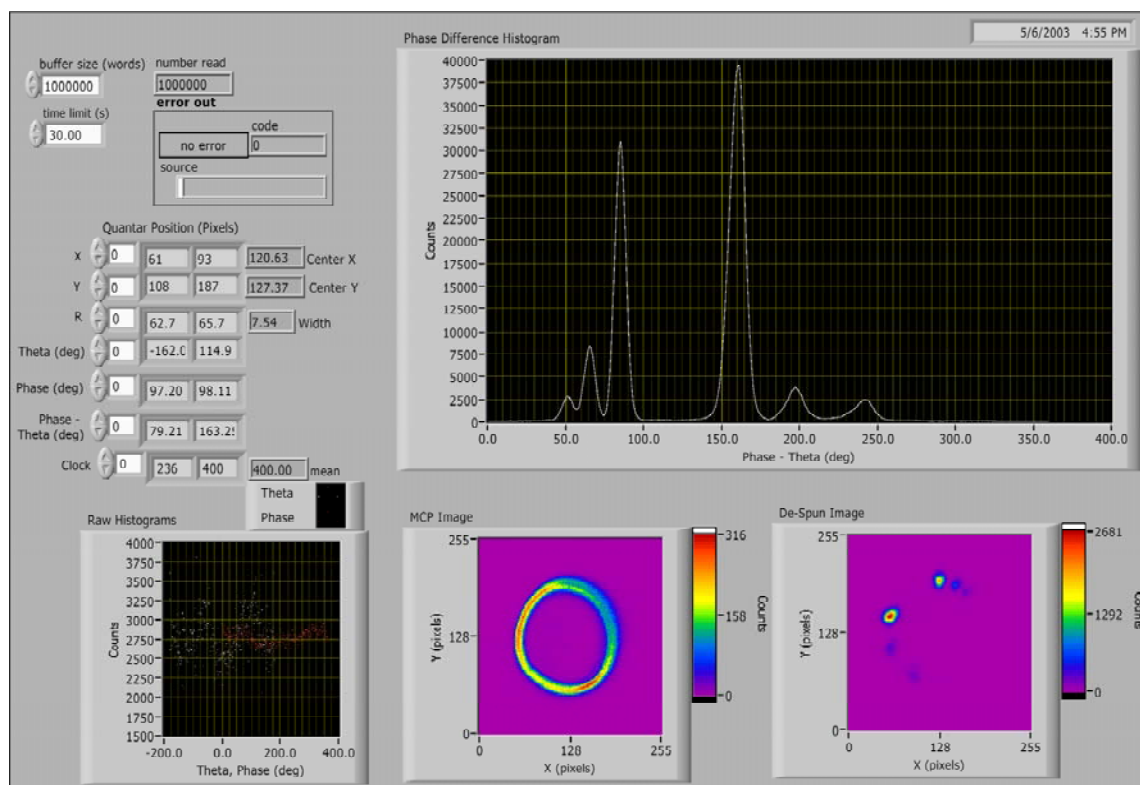 5/6/2003 4:55 PM
buffer size (words)
1000000
number read
1000000
time limit (s)
30.00
error out
no error
code
0
source
Quantar Position (Pixels)
X 0 61 93 120.63 Center X
Y 0 108 187 127.37 Center Y
R 0 62.7 65.7 7.54 Width
Theta (deg) 0 -162.0 114.9
Phase (deg) 0 97.20 98.11
Phase -
Theta (deg) 0 79.21 163.25
Clock 0 236 400 400.00 mean
Theta
Phase
Phase Difference Histogram
40000
37500
35000
32500
30000
27500
25000
22500
20000
17500
15000
12500
10000
7500
5000
2500
0
Counts
0.0 50.0 100.0 150.0 200.0 250.0 300.0 350.0 400.0
Phase - Theta (deg)
Raw Histograms
4000
3750
3500
3250
3000
2750
2500
2250
2000
1750
1500
Counts
-200.0 0.0 200.0 400.0
Theta, Phase (deg)
MCP Image
255
128
0
Y (pixels)
0 128 255
X (pixels)
316
158
0
Counts
De-Spun Image
255
128
0
Y (pixels)
0 128 255
X (pixels)
2681
1292
0
Counts